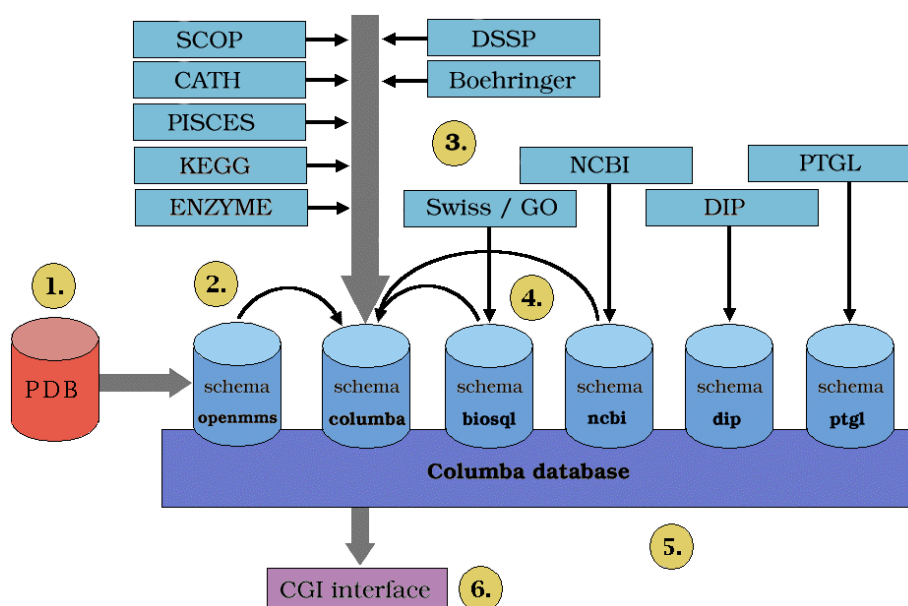 SCOP
DSSP
CATH
Boehringer
PISCES
3.
KEGG
NCBI
PTGL
ENZYME
Swiss / GO
DIP
1.
2.
4.
PDB
schema
openmms
schema
columba
schema
biosql
schema
ncbi
schema
dip
schema
ptgl
Columba database
5.
CGI interface
6.